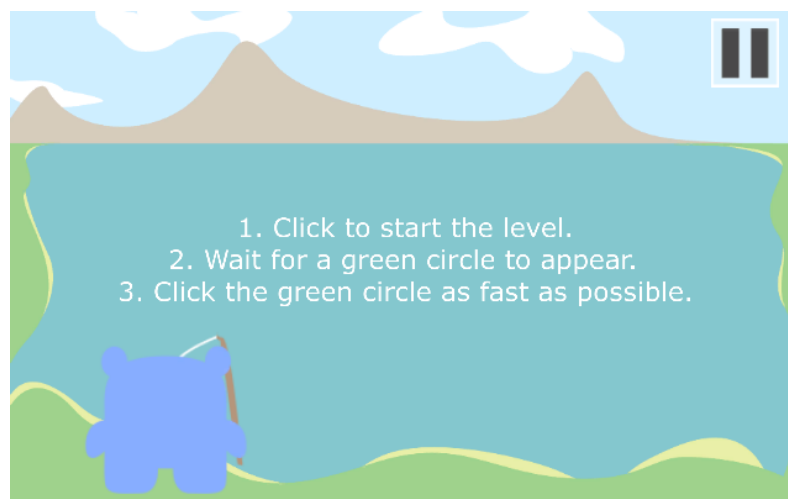 1. Click to start the level.
2. Wait for a green circle to appear.
3. Click the green circle as fast as possible.